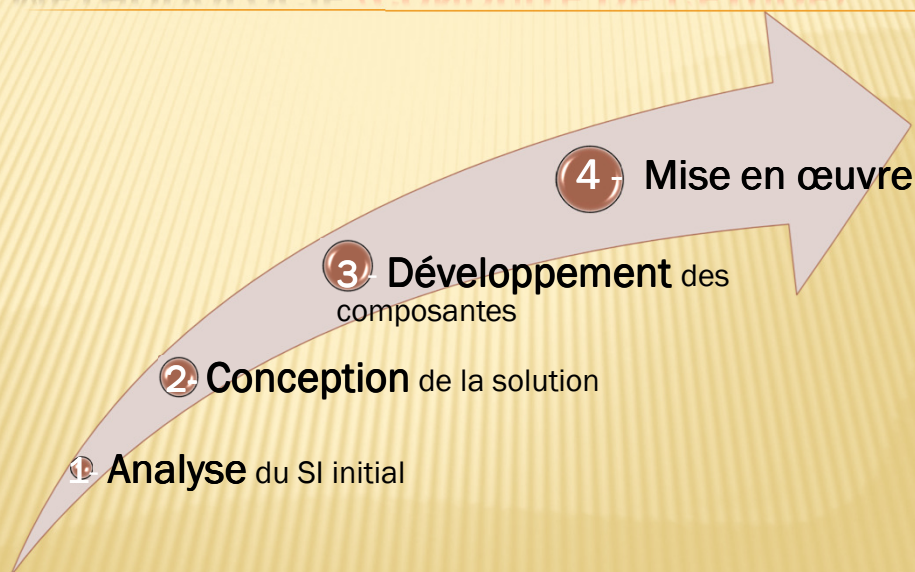 4 - Mise en œuvre
3- Développement des
composantes
2- Conception de la solution
1- Analyse du SI initial